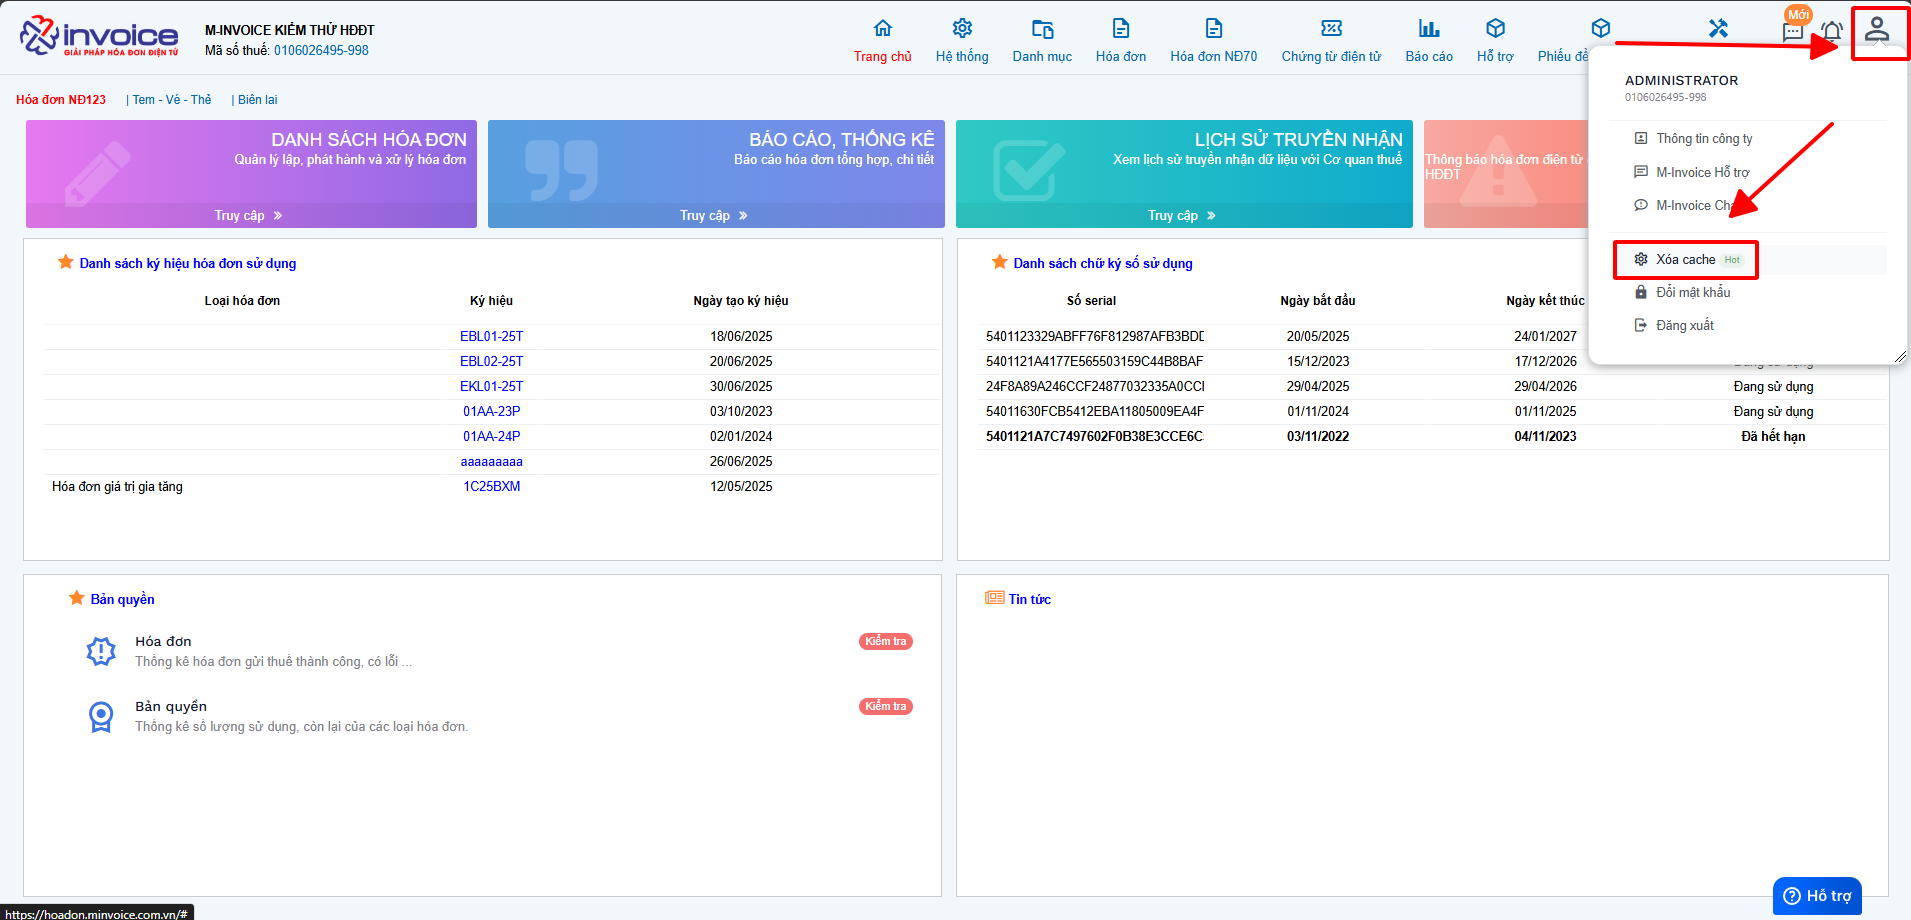 invoice
GIẢI PHÁP HÓA ĐƠN ĐIỆN TỬ
M-INVOICE KIỂM THỬ HĐĐT
Mã số thuế: 0106026495-998
Trang chủ
Hệ thống
Danh mục
Hóa đơn
Hóa đơn NĐ70
Chứng từ điện tử
Báo cáo
Hỗ trợ
Mới
Hóa đơn NĐ123 | Tem - Vé - Thẻ | Biên lai
DANH SÁCH HÓA ĐƠN
Quản lý lập, phát hành và xử lý hóa đơn
Truy cập »
BÁO CÁO, THỐNG KÊ
Báo cáo hóa đơn tổng hợp, chi tiết
Truy cập »
LỊCH SỬ TRUYỀN NHẬN
Xem lịch sử truyền nhận dữ liệu với Cơ quan thuế
Truy cập »
Thông báo hóa đơn điện tử
HĐĐT
ADMINISTRATOR
0106026495-998
Thông tin công ty
M-Invoice Hỗ trợ
M-Invoice
Xóa cache Hot
Đổi mật khẩu
Đăng xuất
Danh sách ký hiệu hóa đơn sử dụng
Loại hóa đơn Ký hiệu Ngày tạo ký hiệu
EBL01-25T 18/06/2025
EBL02-25T 20/06/2025
EKL01-25T 30/06/2025
01AA-23P 03/10/2023
01AA-24P 02/01/2024
aaaaaaaaa 26/06/2025
Hóa đơn giá trị gia tăng 1C25BXM 12/05/2025
Danh sách chữ ký số sử dụng
Số serial Ngày bắt đầu Ngày kết thúc
5401123329ABFF76F812987AFB3BDD 20/05/2025 24/01/2027
5401121A4177E565503159C44B8BAF 15/12/2023 17/12/2026 Đang sử dụng
24F8A89A246CCF24877032335A0CCI 29/04/2025 29/04/2026 Đang sử dụng
54011630FCB5412EBA11805009EA4F 01/11/2024 01/11/2025 Đang sử dụng
5401121A7C7497602F0B38E3CCE6C 03/11/2022 04/11/2023 Đã hết hạn
Bản quyền
Hóa đơn
Thống kê hóa đơn gửi thuế thành công, có lỗi ...
Kiểm tra
Bản quyền
Thống kê số lượng sử dụng, còn lại của các loại hóa đơn.
Kiểm tra
Tin tức
Hỗ trợ
https://hoadon.minvoice.com.vn/#